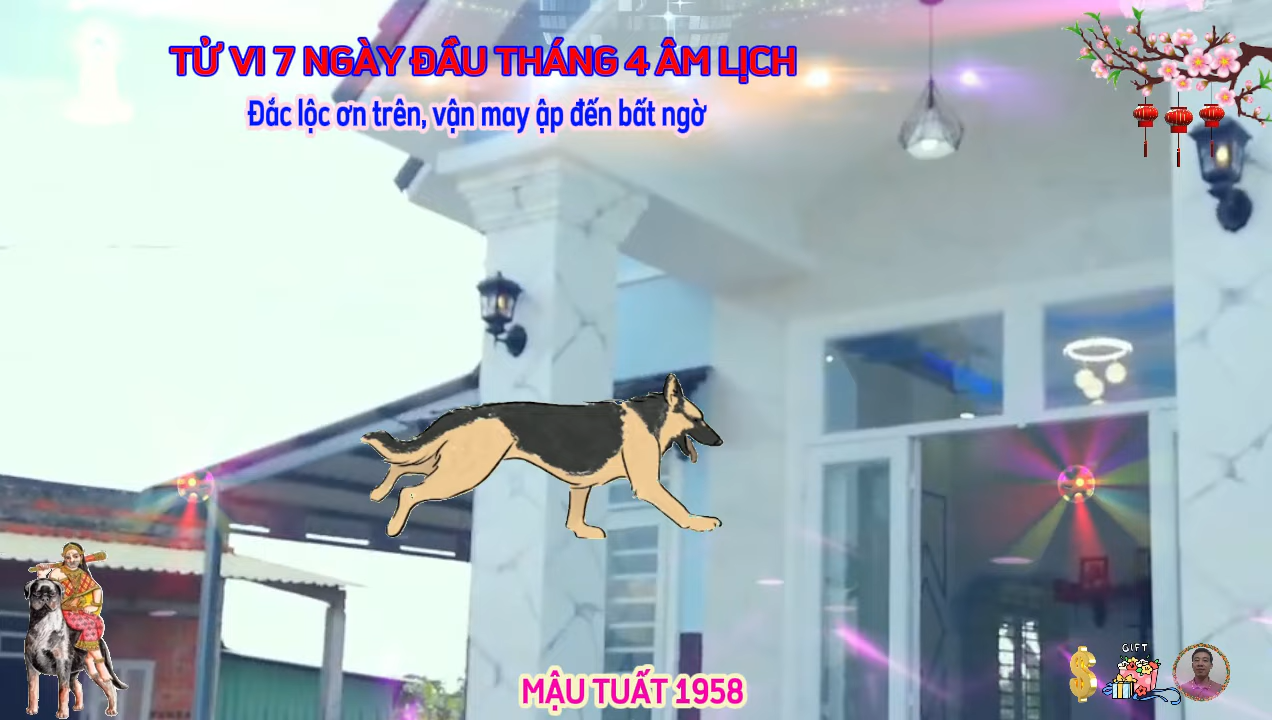 TỬ VI 7 NGÀY ĐẦU THÁNG 4 ÂM LỊCH
Đắc lộc ơn trên, vận may ập đến bất ngờ
GIFT
MẬU TUẤT 1958